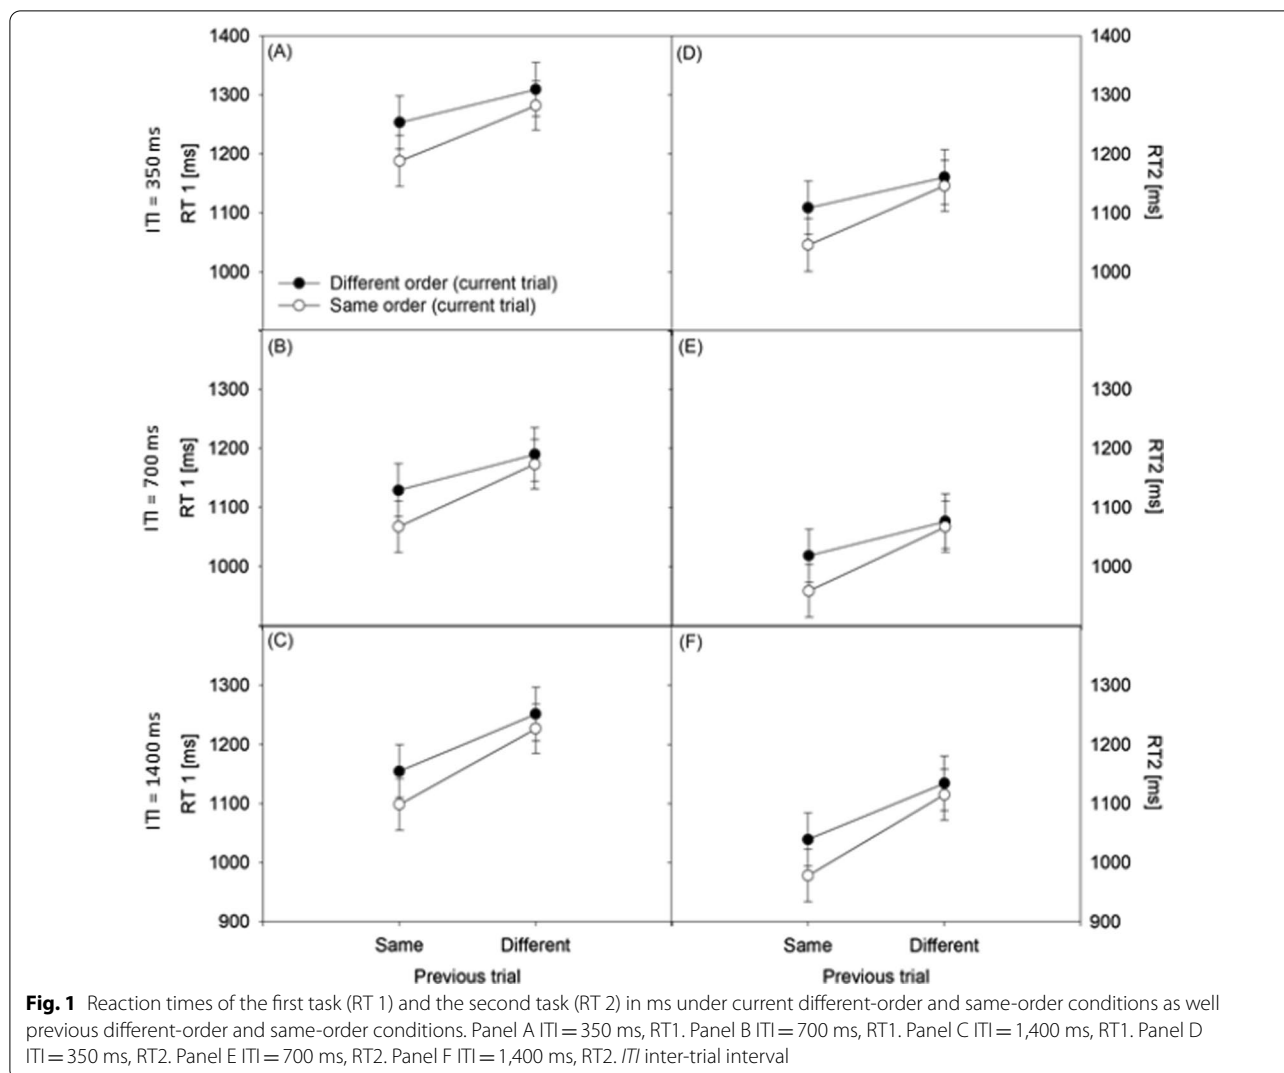 1400
1300
1200
1100
1000
ITI = 350 ms
RT 1 [ms]
(A)
Different order (current trial)
Same order (current trial)
(D)
1400
1300
1200
1100
1000
RT2 [ms]
1300
1200
1100
1000
ITI = 700 ms
RT 1 [ms]
(B)
(E)
1300
1200
1100
1000
RT2 [ms]
1300
1200
1100
1000
900
ITI = 1400 ms
RT 1 [ms]
(C)
(F)
1300
1200
1100
1000
900
RT2 [ms]
Same Different
Previous trial
Same Different
Previous trial
Fig. 1 Reaction times of the first task (RT 1) and the second task (RT 2) in ms under current different-order and same-order conditions as well
previous different-order and same-order conditions. Panel A ITI = 350 ms, RT1. Panel B ITI = 700 ms, RT1. Panel C ITI = 1,400 ms, RT1. Panel D
ITI = 350 ms, RT2. Panel E ITI = 700 ms, RT2. Panel F ITI = 1,400 ms, RT2. ITI inter-trial interval